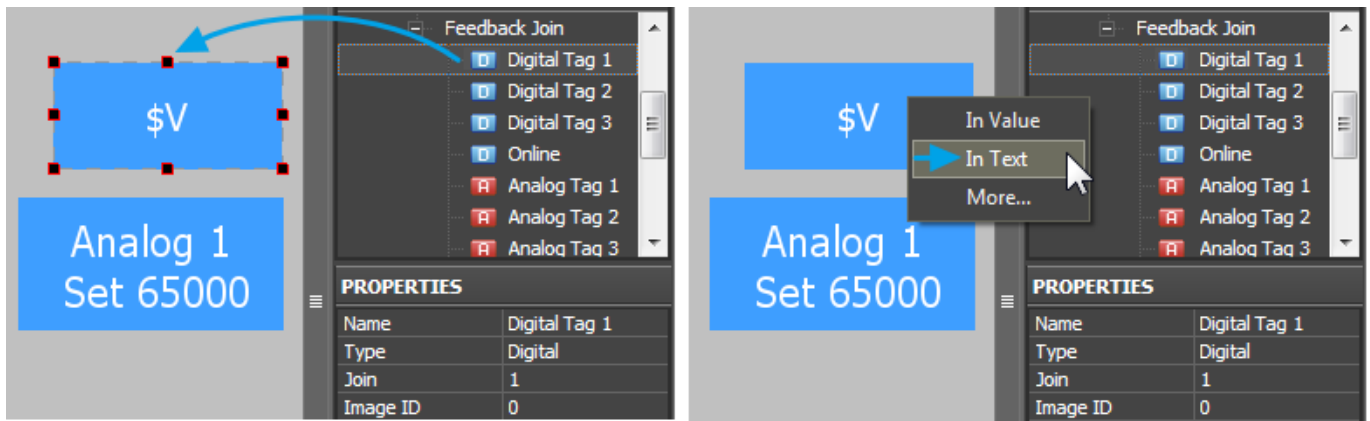 Feedback Join
D Digital Tag 1
D Digital Tag 2
D Digital Tag 3
D Online
A Analog Tag 1
A Analog Tag 2
A Analog Tag 3
$V
Analog 1
Set 65000
PROPERTIES
Name Digital Tag 1
Type Digital
Join 1
Image ID 0
Feedback Join
D Digital Tag 1
D Digital Tag 2
D Digital Tag 3
D Online
A Analog Tag 1
A Analog Tag 2
A Analog Tag 3
$V
In Value
In Text
More...
Analog 1
Set 65000
PROPERTIES
Name Digital Tag 1
Type Digital
Join 1
Image ID 0